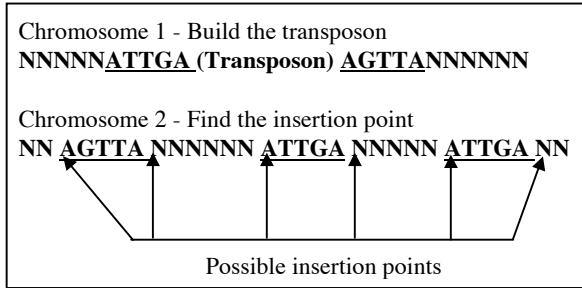 Chromosome 1 - Build the transposon
NNNNNATTGA (Transposon) AGTTANNNNNN
Chromosome 2 - Find the insertion point
NN AGTTA NNNNNN ATTGA NNNNN ATTGA NN
Possible insertion points